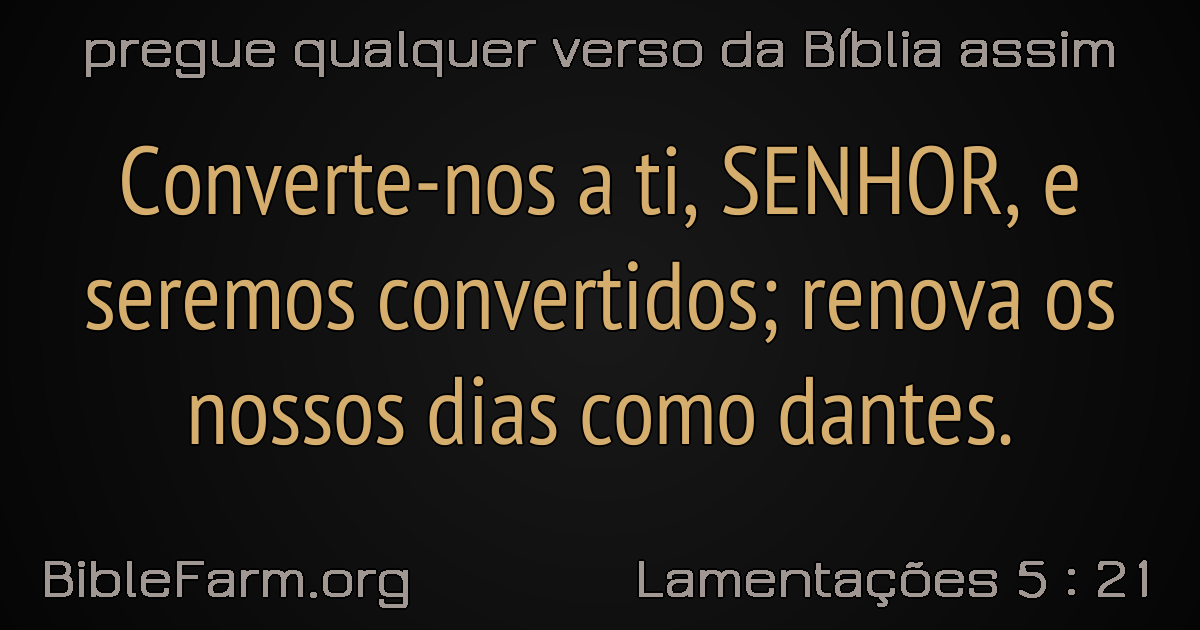 pregue qualquer verso da Bíblia assim
Converte-nos a ti, SENHOR, e
seremos convertidos; renova os
nossos dias como dantes.
BibleFarm.org
Lamentações 5 : 21